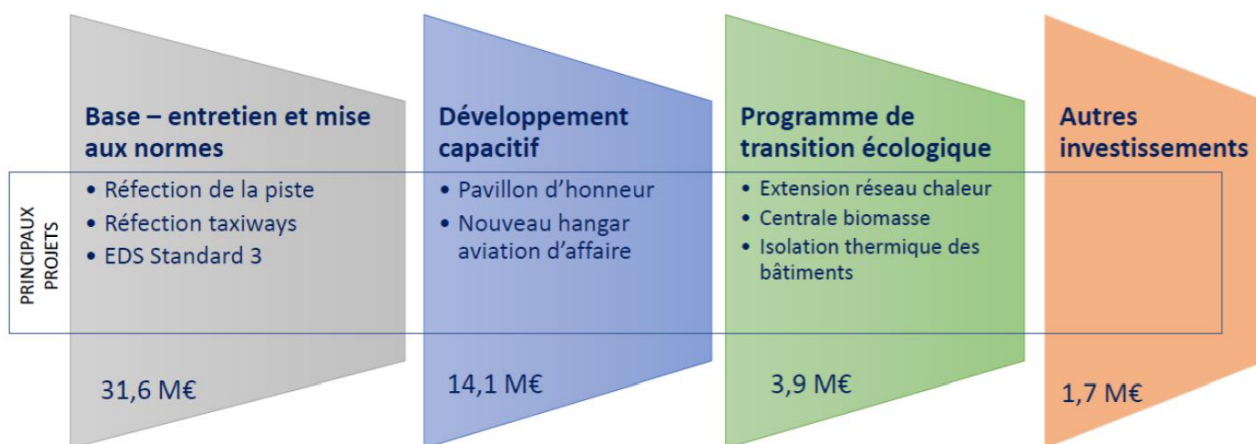 Base – entretien et mise
aux normes
Développement
capacitif
Programme de
transition écologique
Autres
investissements
PRINCIPAUX
PROJETS
• Réfection de la piste
• Réfection taxiways
• EDS Standard 3
• Pavillon d’honneur
• Nouveau hangar
aviation d’affaire
• Extension réseau chaleur
• Centrale biomasse
• Isolation thermique des
bâtiments
31,6 M€
14,1 M€
3,9 M€
1,7 M€